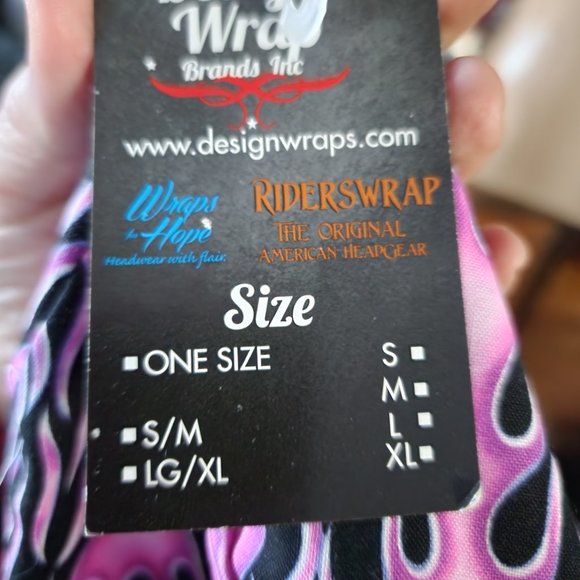 Wrap
Brands Inc
www.designwraps.com
Wraps
for Hope
Headwear with flair.
RIDERSWRAP
THE ORIGINAL
AMERICAN HEADGEAR
Size
ONE SIZE
S/M
LG/XL
S
M
L
XL